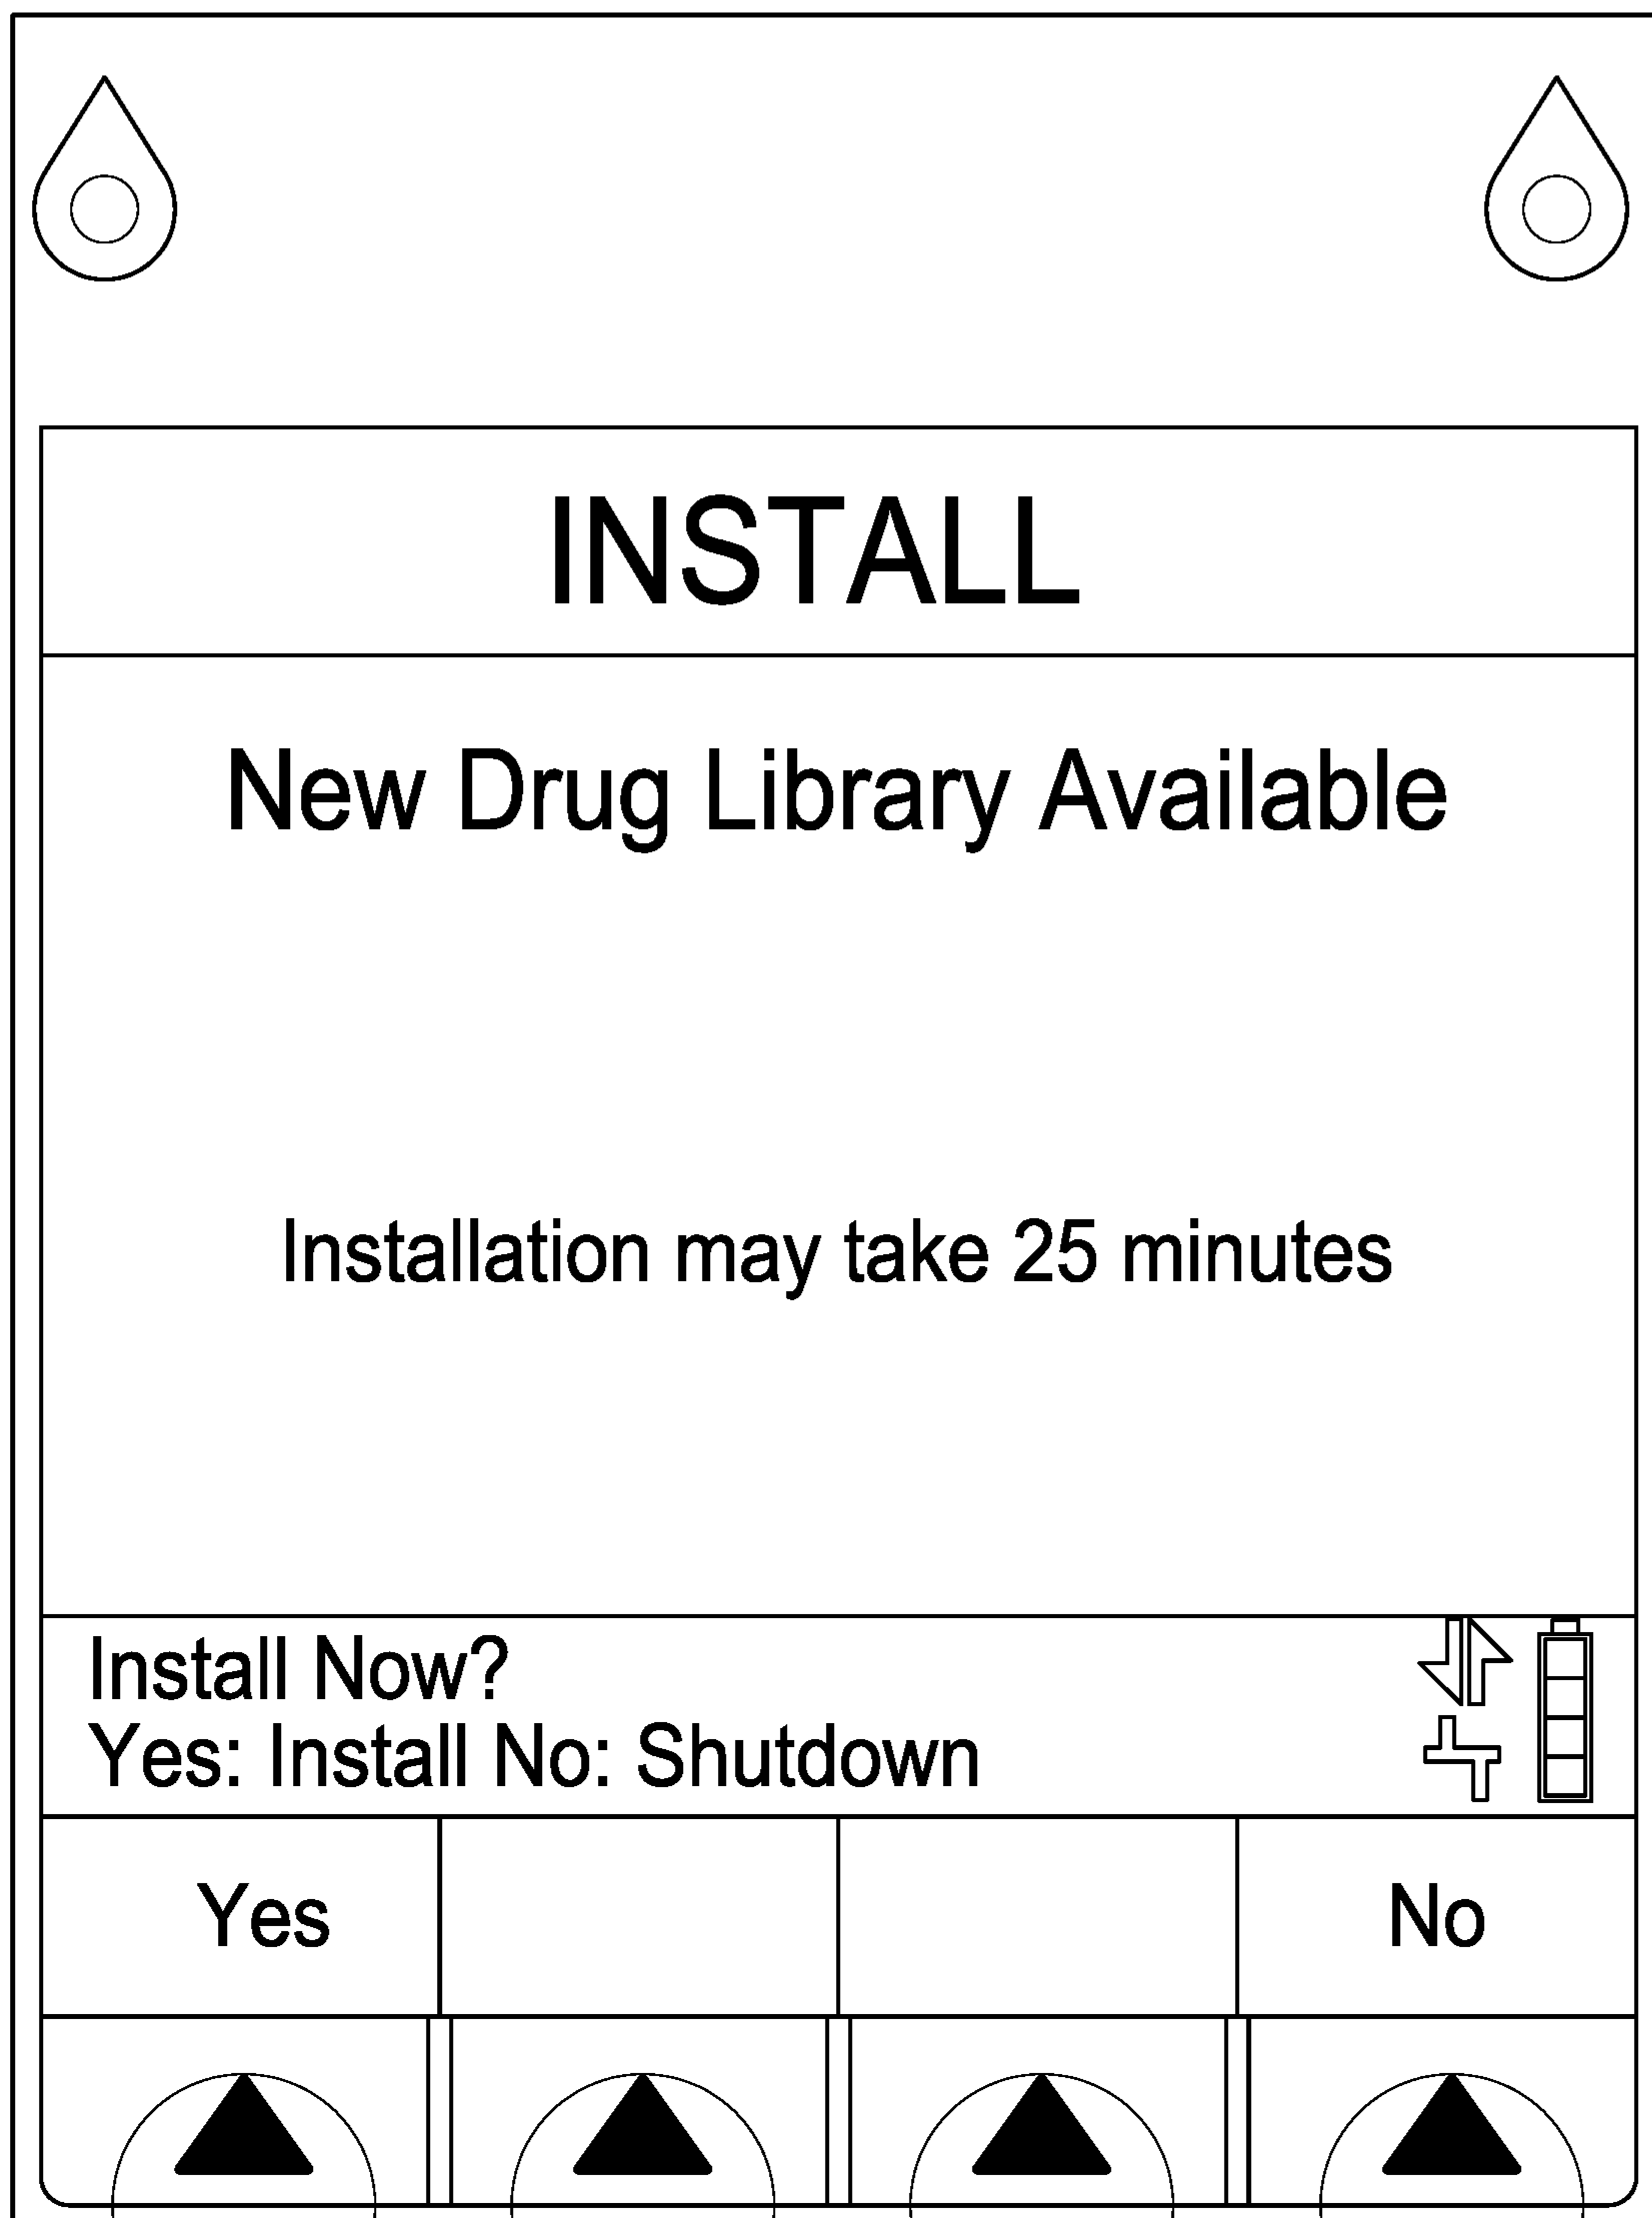 INSTALL
New Drug Library Available
Installation may take 25 minutes
Install Now?
Yes: Install No: Shutdown
Yes
No